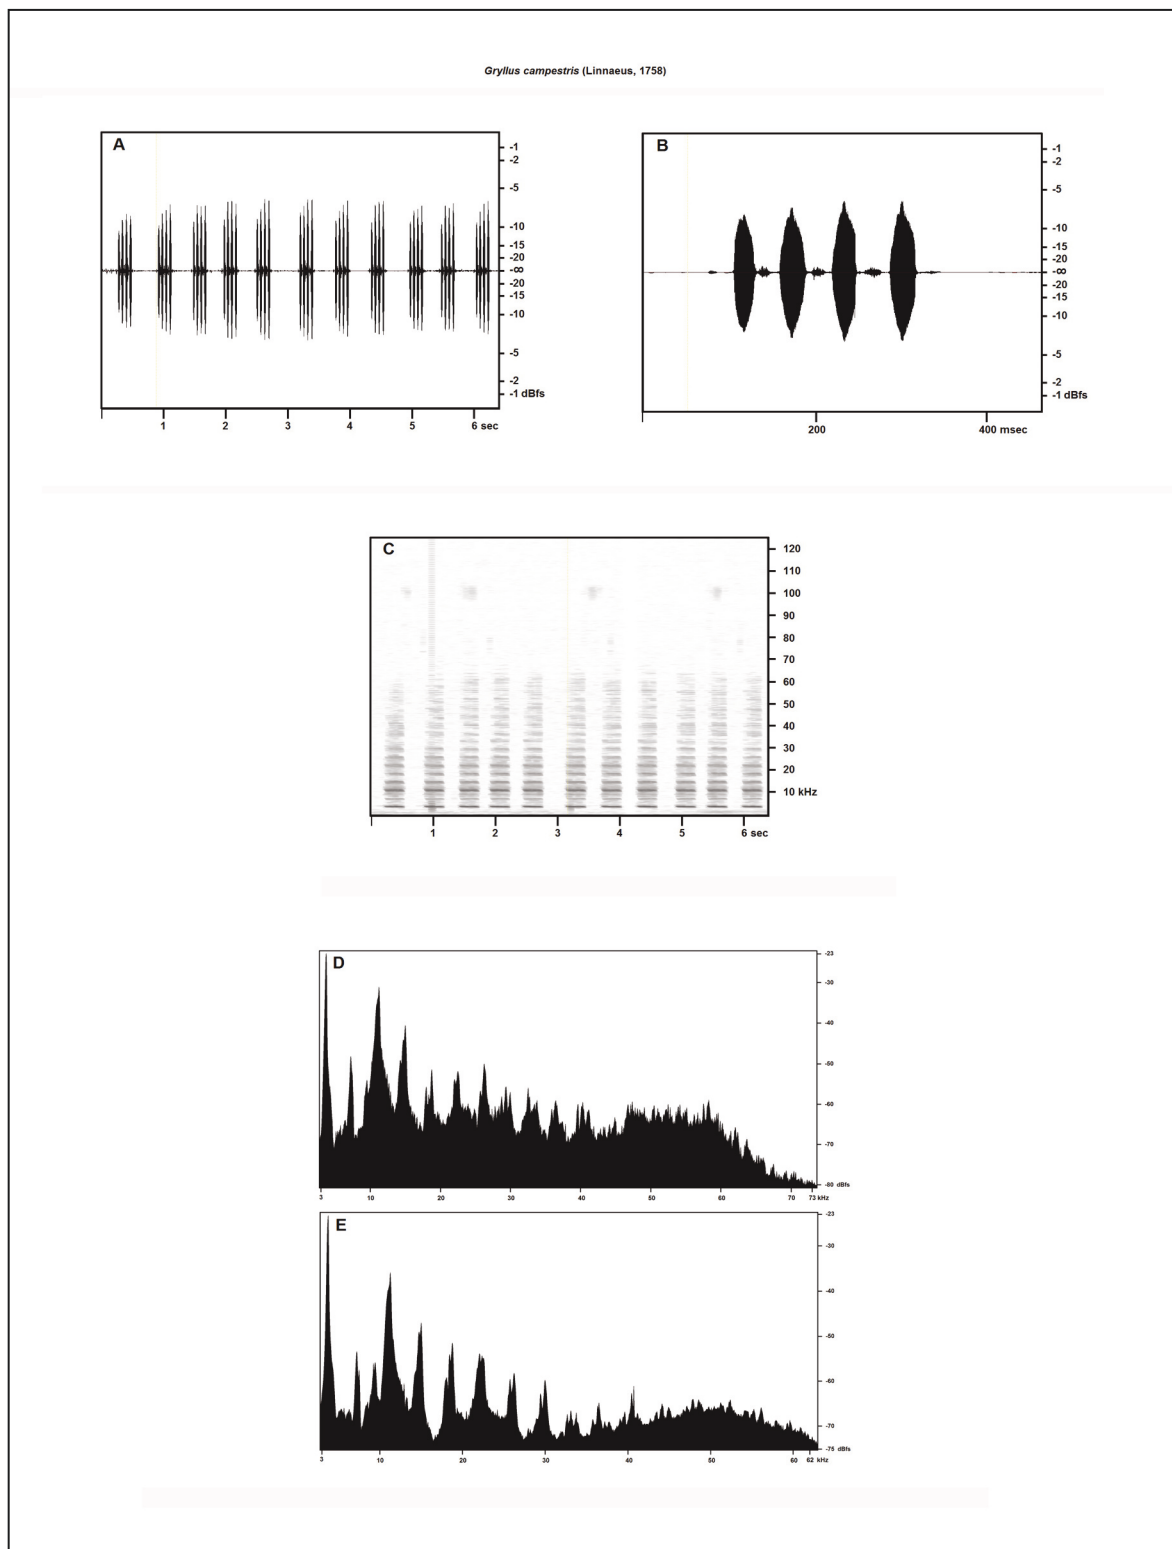 Gryllus campestris (Linnaeus, 1758)
A
-1
-2
-5
-10
-15
-20
-∞
-20
-15
-10
-5
-2
-1 dBfs
1 2 3 4 5 6 sec
B
-1
-2
-5
-10
-15
-20
-∞
-20
-15
-10
-5
-2
-1 dBfs
200 400 msec
C
120
110
100
90
80
70
60
50
40
30
20
10 kHz
1 2 3 4 5 6 sec
D
-23
-30
-40
-50
-60
-70
-80 dBfs
3 10 20 30 40 50 60 70 73 kHz
E
-23
-30
-40
-50
-60
-70
-75 dBfs
3 10 20 30 40 50 60 62 kHz